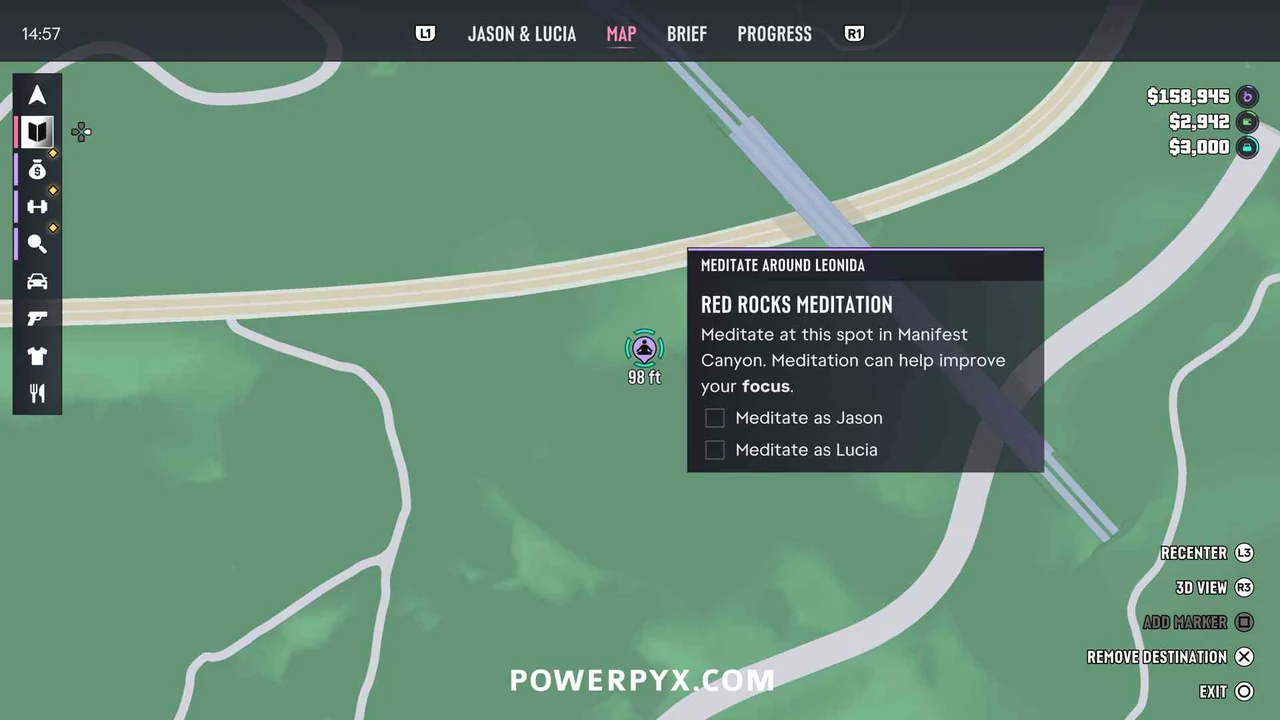 14:57
L1 JASON & LUCIA MAP BRIEF PROGRESS R1
$158,945
$2,942
$3,000
MEDITATE AROUND LEONIDA
RED ROCKS MEDITATION
Meditate at this spot in Manifest
Canyon. Meditation can help improve
your focus.
Meditate as Jason
Meditate as Lucia
98 ft
RECENTER L3
3D VIEW R3
ADD MARKER
REMOVE DESTINATION
EXIT
POWERPYX.COM